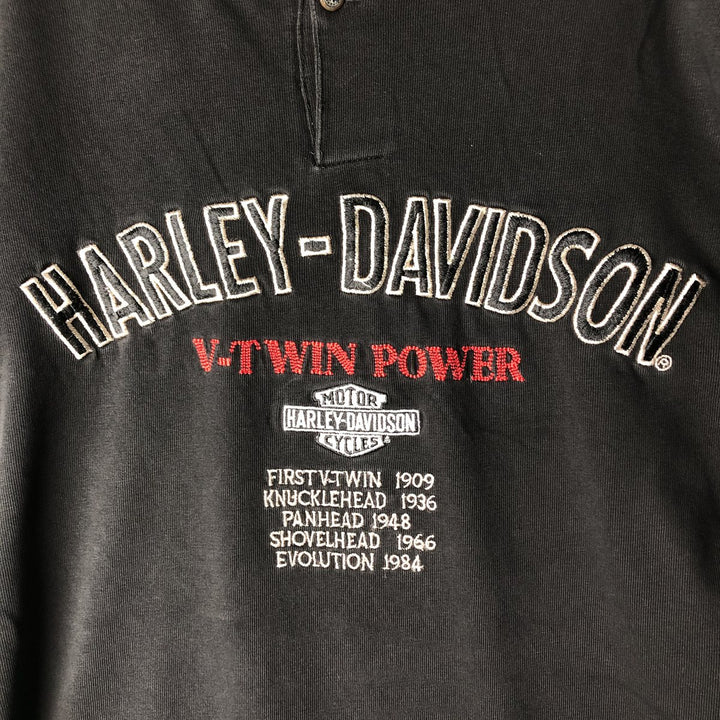 HARLEY-DAVIDSON®
V-TWIN POWER
MOTOR
HARLEY-DAVIDSON
CYCLES
FIRST V-TWIN 1909
KNUCKLEHEAD 1936
PANHEAD 1948
SHOVELHEAD 1966
EVOLUTION 1984